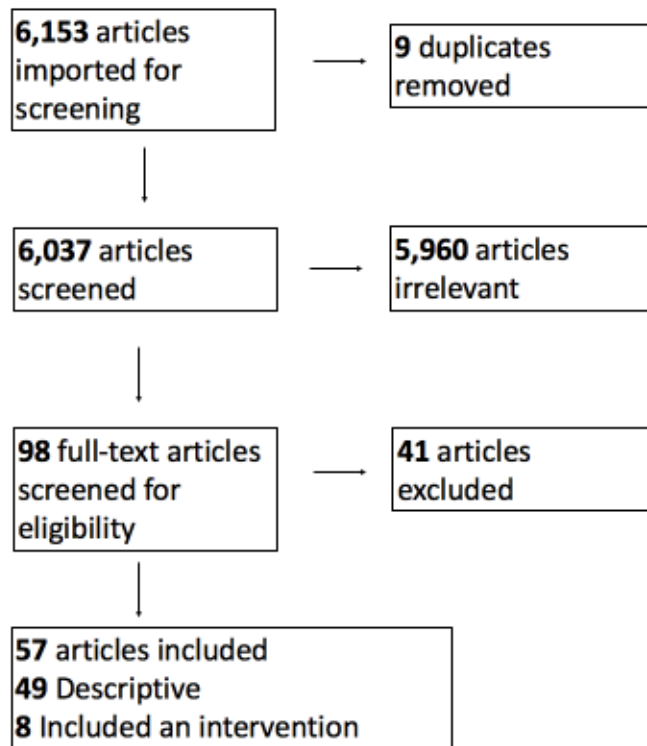 6,153 articles
imported for
screening
9 duplicates
removed
6,037 articles
screened
5,960 articles
irrelevant
98 full-text articles
screened for
eligibility
41 articles
excluded
57 articles included
49 Descriptive
8 Included an intervention